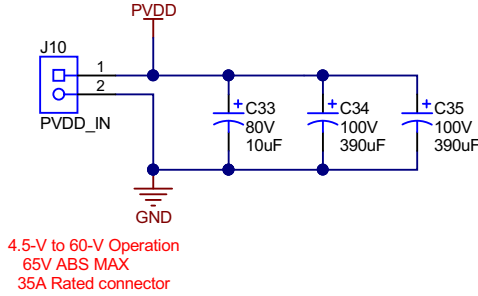 PVDD
J10
1
2
PVDD_IN
+ C33
80V
10uF
+ C34
100V
390uF
+ C35
100V
390uF
GND
4.5-V to 60-V Operation
65V ABS MAX
35A Rated connector